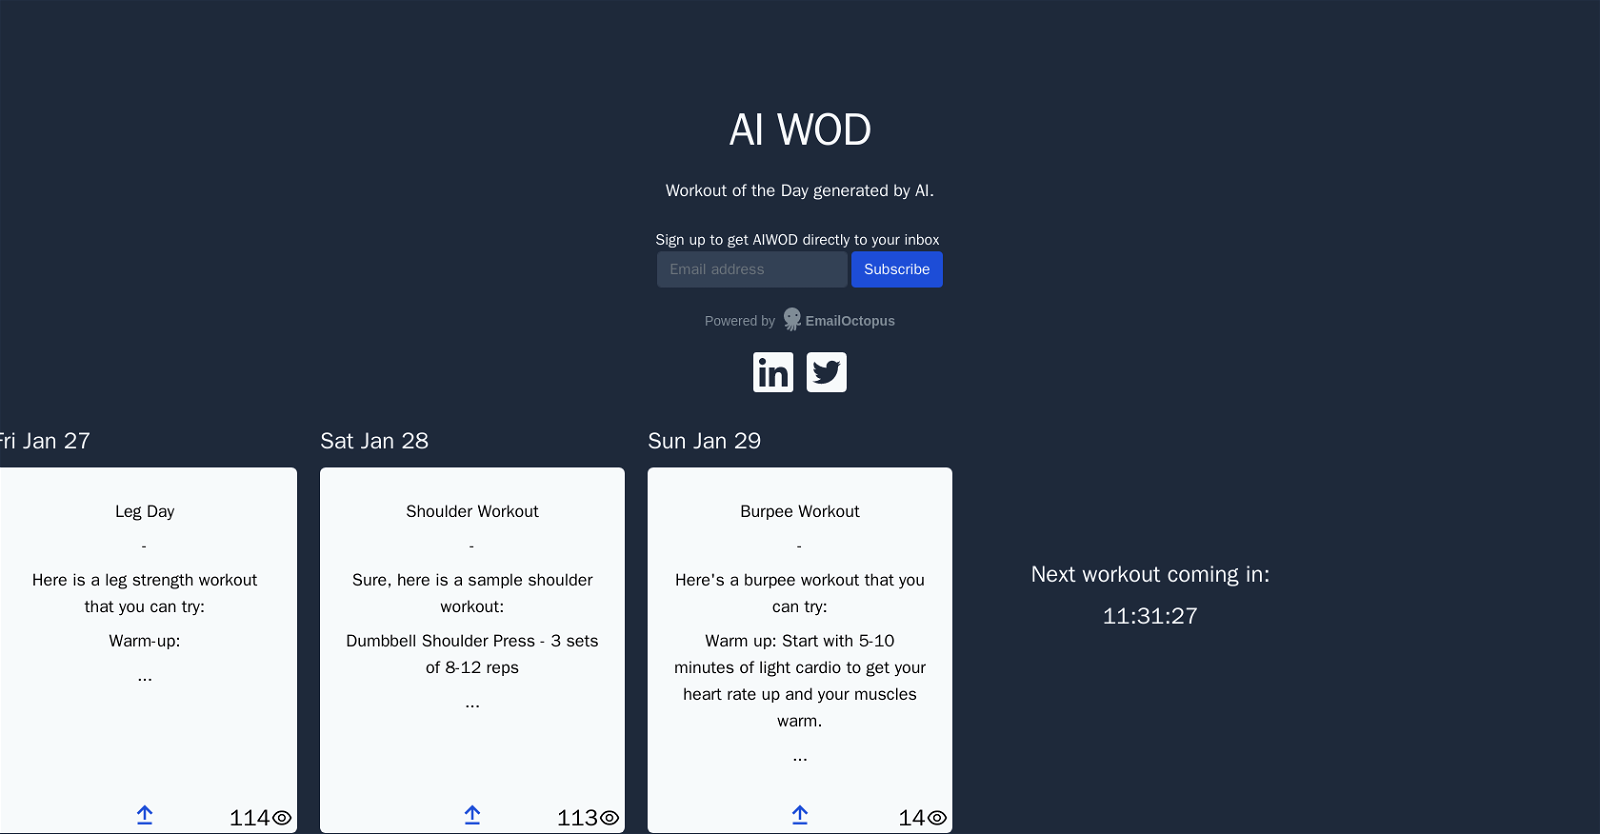 AI WOD
Workout of the Day generated by AI.
Sign up to get AIWOD directly to your inbox
Email address
Subscribe
Powered by EmailOctopus
in
Fri Jan 27
Leg Day
-
Here is a leg strength workout
that you can try:
Warm-up:
...
114
Sat Jan 28
Shoulder Workout
-
Sure, here is a sample shoulder
workout:
Dumbbell Shoulder Press - 3 sets
of 8-12 reps
...
113
Sun Jan 29
Burpee Workout
-
Here's a burpee workout that you
can try:
Warm up: Start with 5-10
minutes of light cardio to get your
heart rate up and your muscles
warm.
...
14
Next workout coming in:
11:31:27